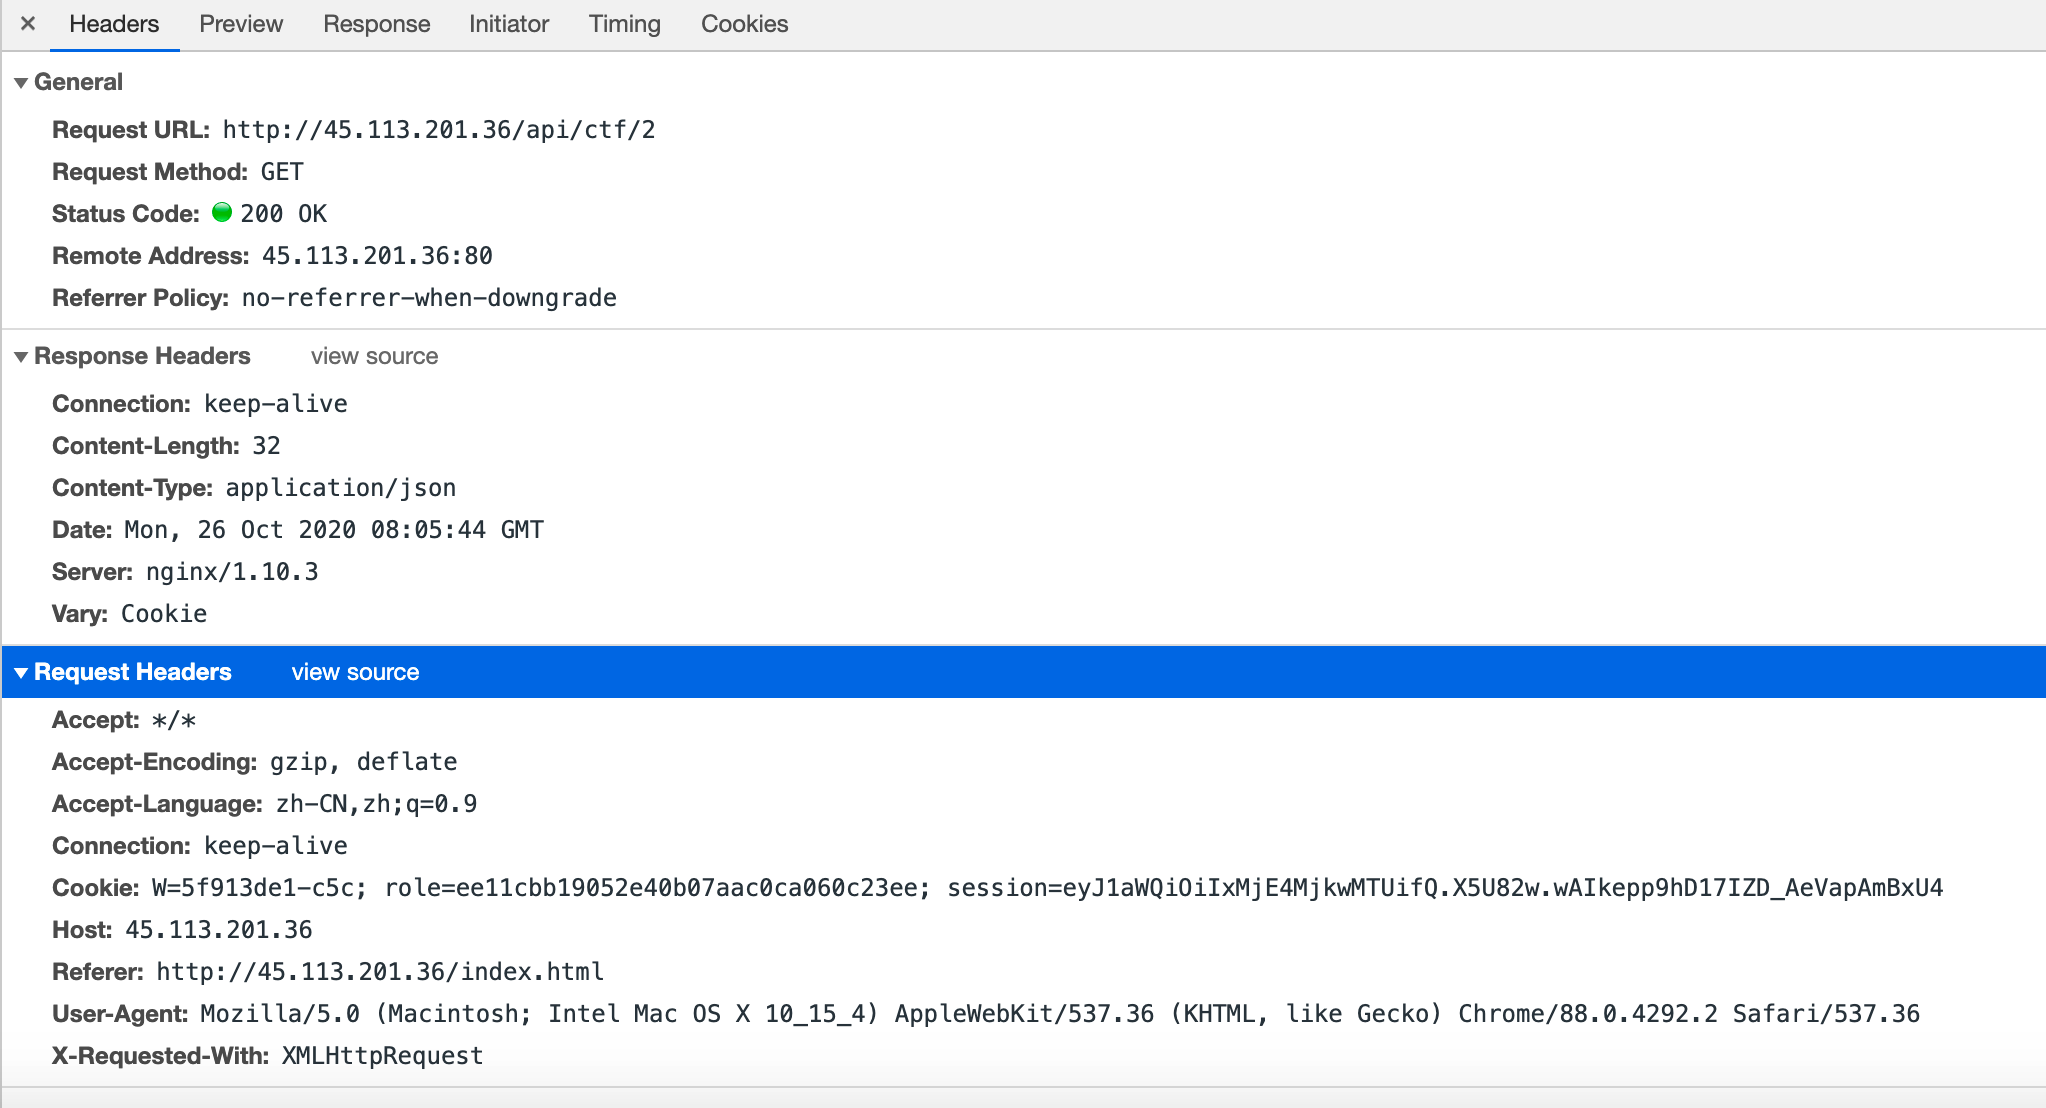 × Headers Preview Response Initiator Timing Cookies
▼ General
Request URL: http://45.113.201.36/api/ctf/2
Request Method: GET
Status Code: 200 OK
Remote Address: 45.113.201.36:80
Referrer Policy: no-referrer-when-downgrade
▼ Response Headers view source
Connection: keep-alive
Content-Length: 32
Content-Type: application/json
Date: Mon, 26 Oct 2020 08:05:44 GMT
Server: nginx/1.10.3
Vary: Cookie
▼ Request Headers view source
Accept: */*
Accept-Encoding: gzip, deflate
Accept-Language: zh-CN,zh;q=0.9
Connection: keep-alive
Cookie: W=5f913de1-c5c; role=ee11cbb19052e40b07aac0ca060c23ee; session=eyJ1aWQiOiIxMjE4MjkwMTUifQ.X5U82w.wAIkepp9hD17IZD_AeVapAmBxU4
Host: 45.113.201.36
Referer: http://45.113.201.36/index.html
User-Agent: Mozilla/5.0 (Macintosh; Intel Mac OS X 10_15_4) AppleWebKit/537.36 (KHTML, like Gecko) Chrome/88.0.4292.2 Safari/537.36
X-Requested-With: XMLHttpRequest